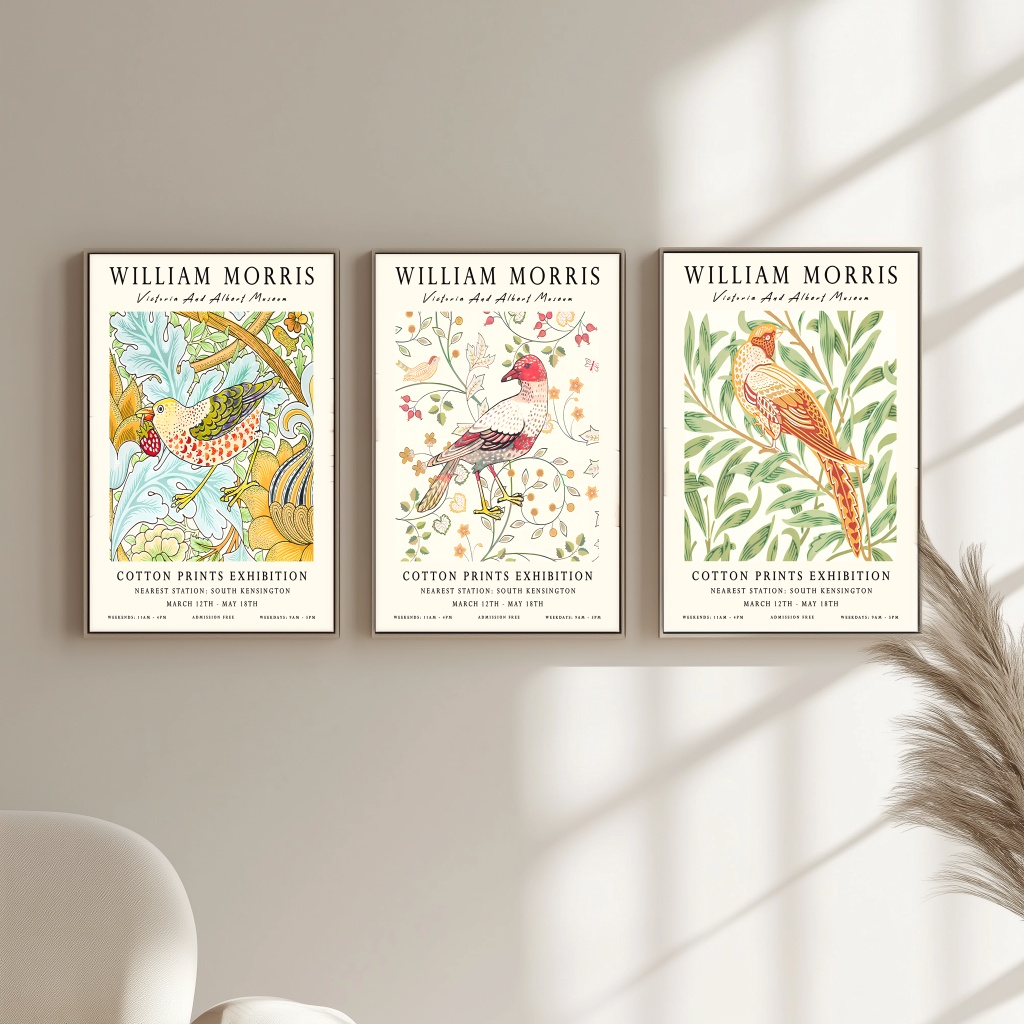 WILLIAM MORRIS
Victoria And Albert Museum
COTTON PRINTS EXHIBITION
NEAREST STATION: SOUTH KENSINGTON
MARCH 12TH - MAY 18TH
WEEKENDS: 11AM - 4PM ADMISSION FREE WEEKDAYS: 9AM - 5PM
WILLIAM MORRIS
Victoria And Albert Museum
COTTON PRINTS EXHIBITION
NEAREST STATION: SOUTH KENSINGTON
MARCH 12TH - MAY 18TH
WEEKENDS: 11AM - 4PM ADMISSION FREE WEEKDAYS: 9AM - 5PM
WILLIAM MORRIS
Victoria And Albert Museum
COTTON PRINTS EXHIBITION
NEAREST STATION: SOUTH KENSINGTON
MARCH 12TH - MAY 18TH
WEEKENDS: 11AM - 4PM ADMISSION FREE WEEKDAYS: 9AM - 5PM